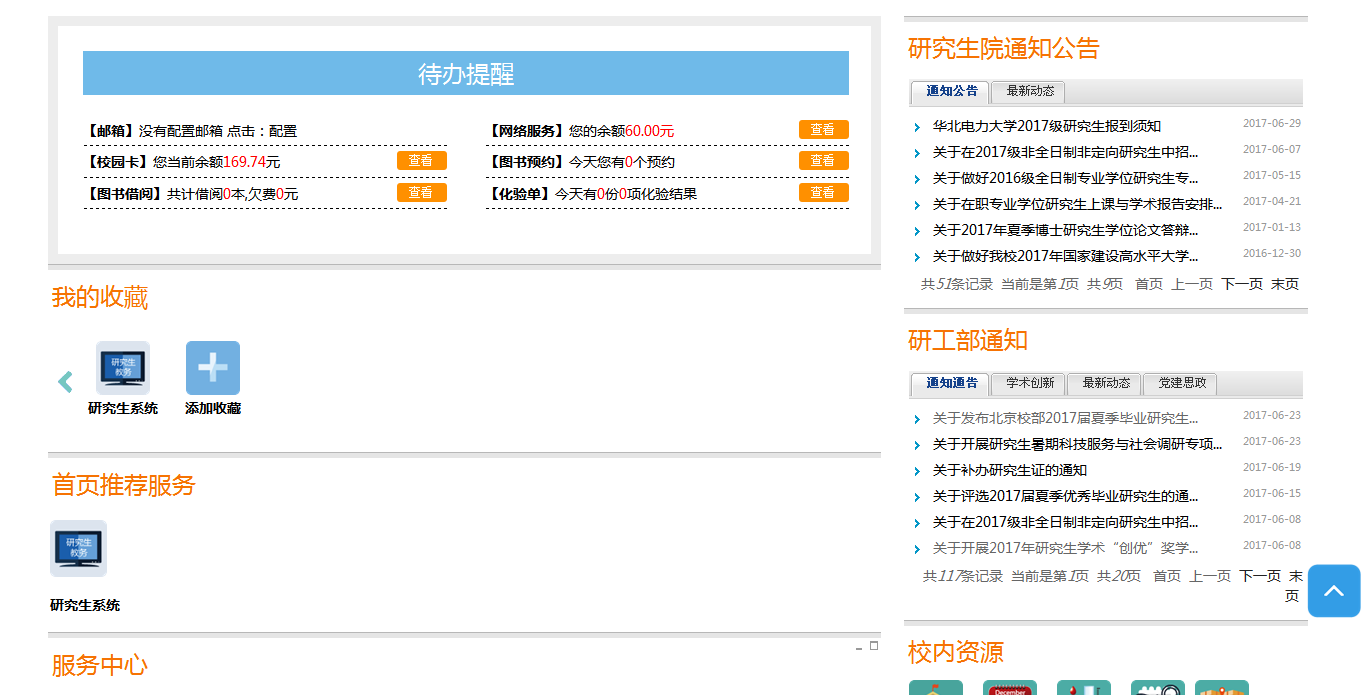 待办提醒
【邮箱】没有配置邮箱 点击：配置
【校园卡】您当前余额169.74元 查看
【图书借阅】共计借阅0本,欠费0元 查看
【网络服务】您的余额60.00元 查看
【图书预约】今天您有0个预约 查看
【化验单】今天有0份0项化验结果 查看
我的收藏
研究生
教务
研究生系统
添加收藏
首页推荐服务
研究生
教务
研究生系统
服务中心
研究生院通知公告
通知公告 最新动态
华北电力大学2017级研究生报到须知 2017-06-29
关于在2017级非全日制非定向研究生中招... 2017-06-07
关于做好2016级全日制专业学位研究生专... 2017-05-15
关于在职专业学位研究生上课与学术报告安排... 2017-04-21
关于2017年夏季博士研究生学位论文答辩... 2017-01-13
关于做好我校2017年国家建设高水平大学... 2016-12-30
共51条记录 当前是第1页 共9页 首页 上一页 下一页 末页
研工部通知
通知通告 学术创新 最新动态 党建思政
关于发布北京校部2017届夏季毕业研究生... 2017-06-23
关于开展研究生暑期科技服务与社会调研专项... 2017-06-23
关于补办研究生证的通知 2017-06-19
关于评选2017届夏季优秀毕业研究生的通... 2017-06-15
关于在2017级非全日制非定向研究生中招... 2017-06-08
关于开展2017年研究生学术“创优”奖学... 2017-06-08
共117条记录 当前是第1页 共20页 首页 上一页 下一页 末
页
校内资源
December